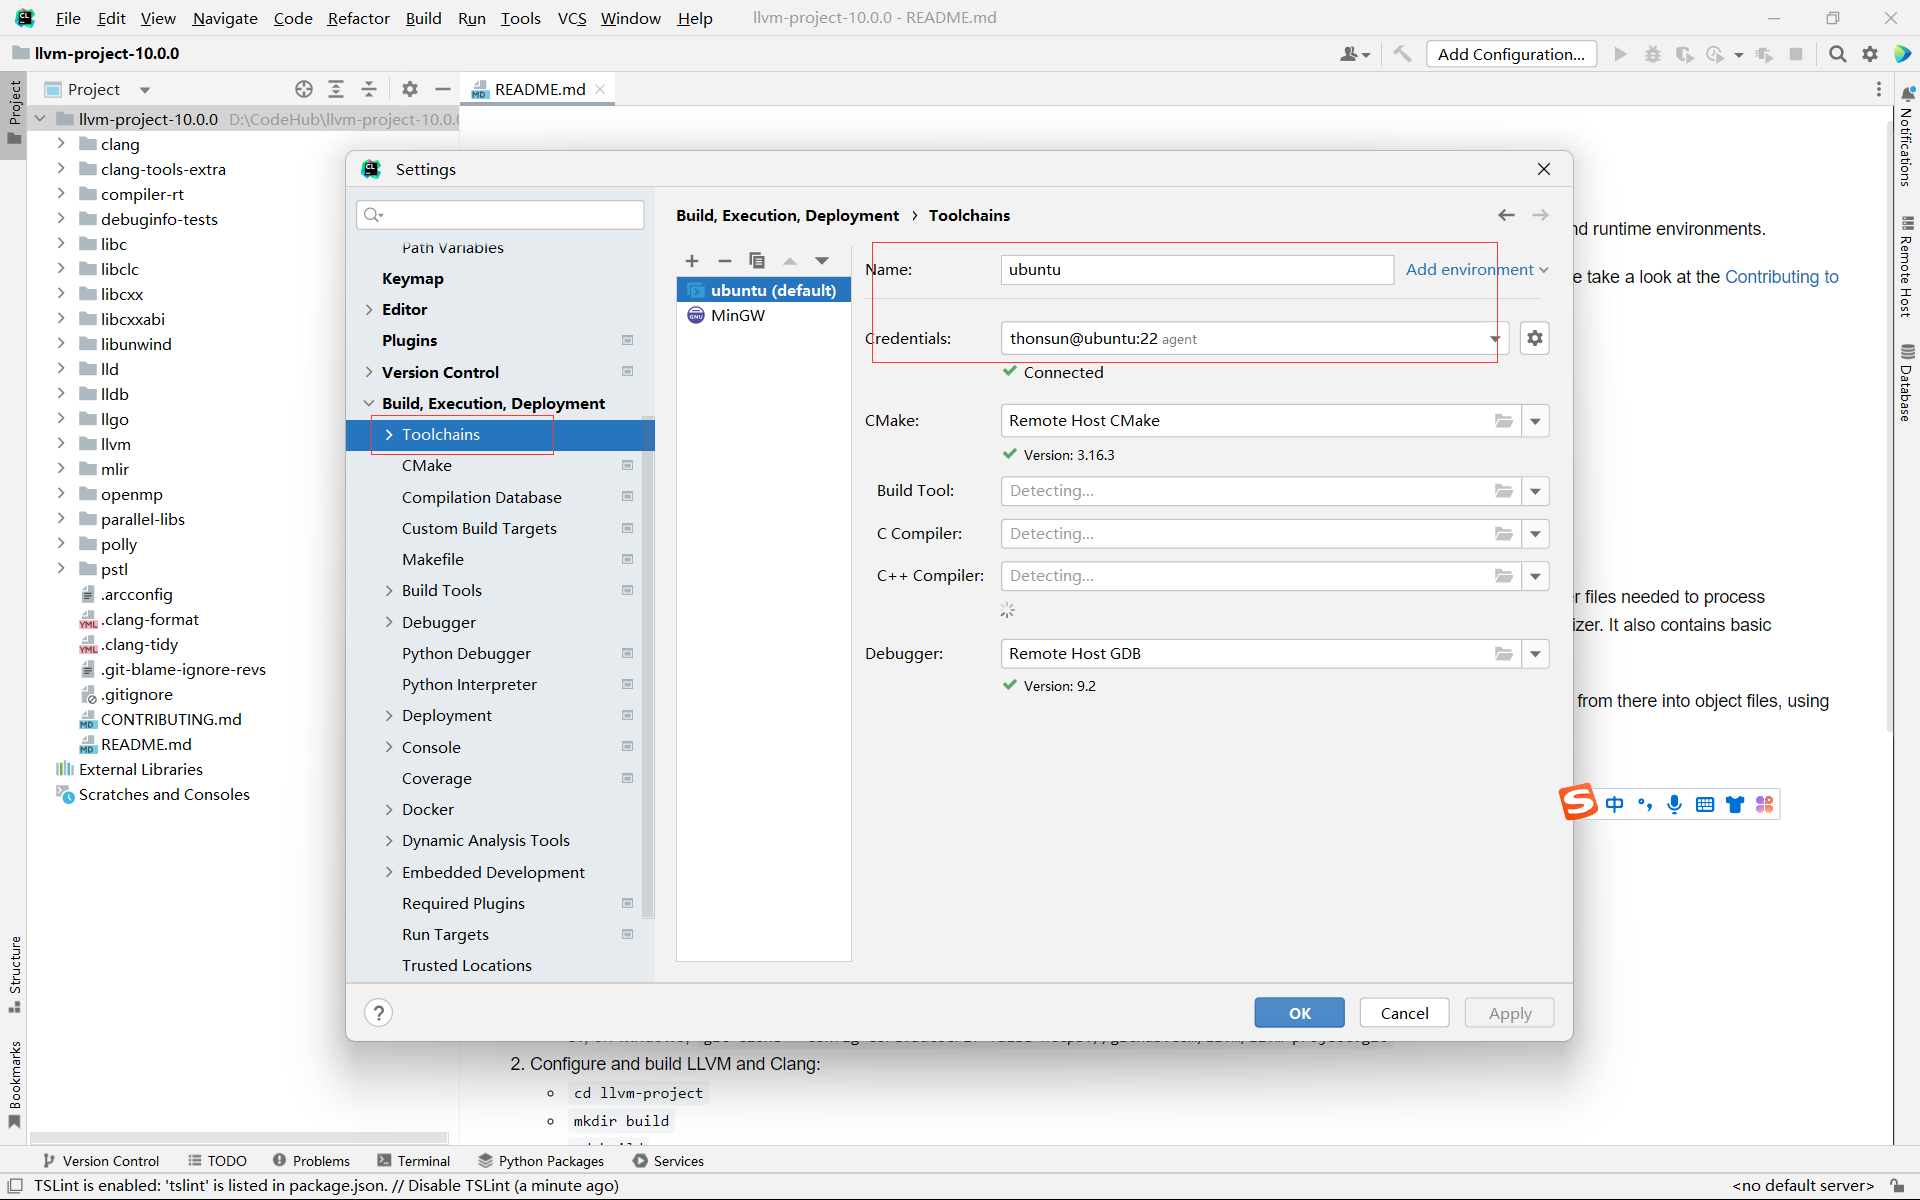 File Edit View Navigate Code Refactor Build Run Tools VCS Window Help llvm-project-10.0.0 - README.md
llvm-project-10.0.0
Add Configuration...
Project
README.md
llvm-project-10.0.0 D:\CodeHub\llvm-project-10.0.0
clang
clang-tools-extra
compiler-rt
debuginfo-tests
libc
libclc
libcxx
libcxxabi
libunwind
lld
lldb
llgo
llvm
mlir
openmp
parallel-libs
polly
pstl
.arcconfig
.clang-format
.clang-tidy
.git-blame-ignore-revs
.gitignore
CONTRIBUTING.md
README.md
External Libraries
Scratches and Consoles
Project
Structure
Bookmarks
Settings
Path Variables
Keymap
Editor
Plugins
Version Control
Build, Execution, Deployment
Toolchains
CMake
Compilation Database
Custom Build Targets
Makefile
Build Tools
Debugger
Python Debugger
Python Interpreter
Deployment
Console
Coverage
Docker
Dynamic Analysis Tools
Embedded Development
Required Plugins
Run Targets
Trusted Locations
Build, Execution, Deployment › Toolchains
ubuntu (default)
MinGW
Name: ubuntu Add environment
Credentials: thonsun@ubuntu:22 agent
Connected
CMake: Remote Host CMake
Version: 3.16.3
Build Tool: Detecting...
C Compiler: Detecting...
C++ Compiler: Detecting...
Debugger: Remote Host GDB
Version: 9.2
? OK Cancel Apply
nd runtime environments.
e take a look at the Contributing to
r files needed to process
izer. It also contains basic
from there into object files, using
中
2. Configure and build LLVM and Clang:
cd llvm-project
mkdir build
Notifications
Remote Host
Database
Version Control TODO Problems Terminal Python Packages Services
TSLint is enabled: 'tslint' is listed in package.json. // Disable TSLint (a minute ago) <no default server>